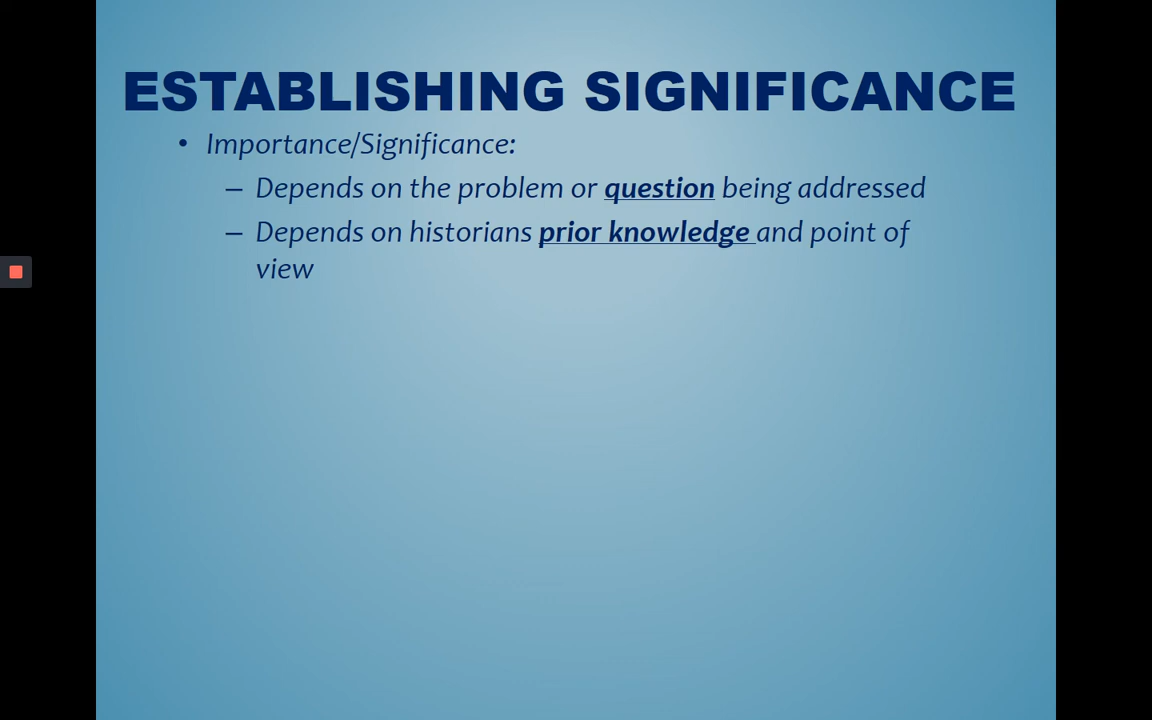 ESTABLISHING SIGNIFICANCE
• Importance/Significance:
– Depends on the problem or question being addressed
– Depends on historians prior knowledge and point of
view